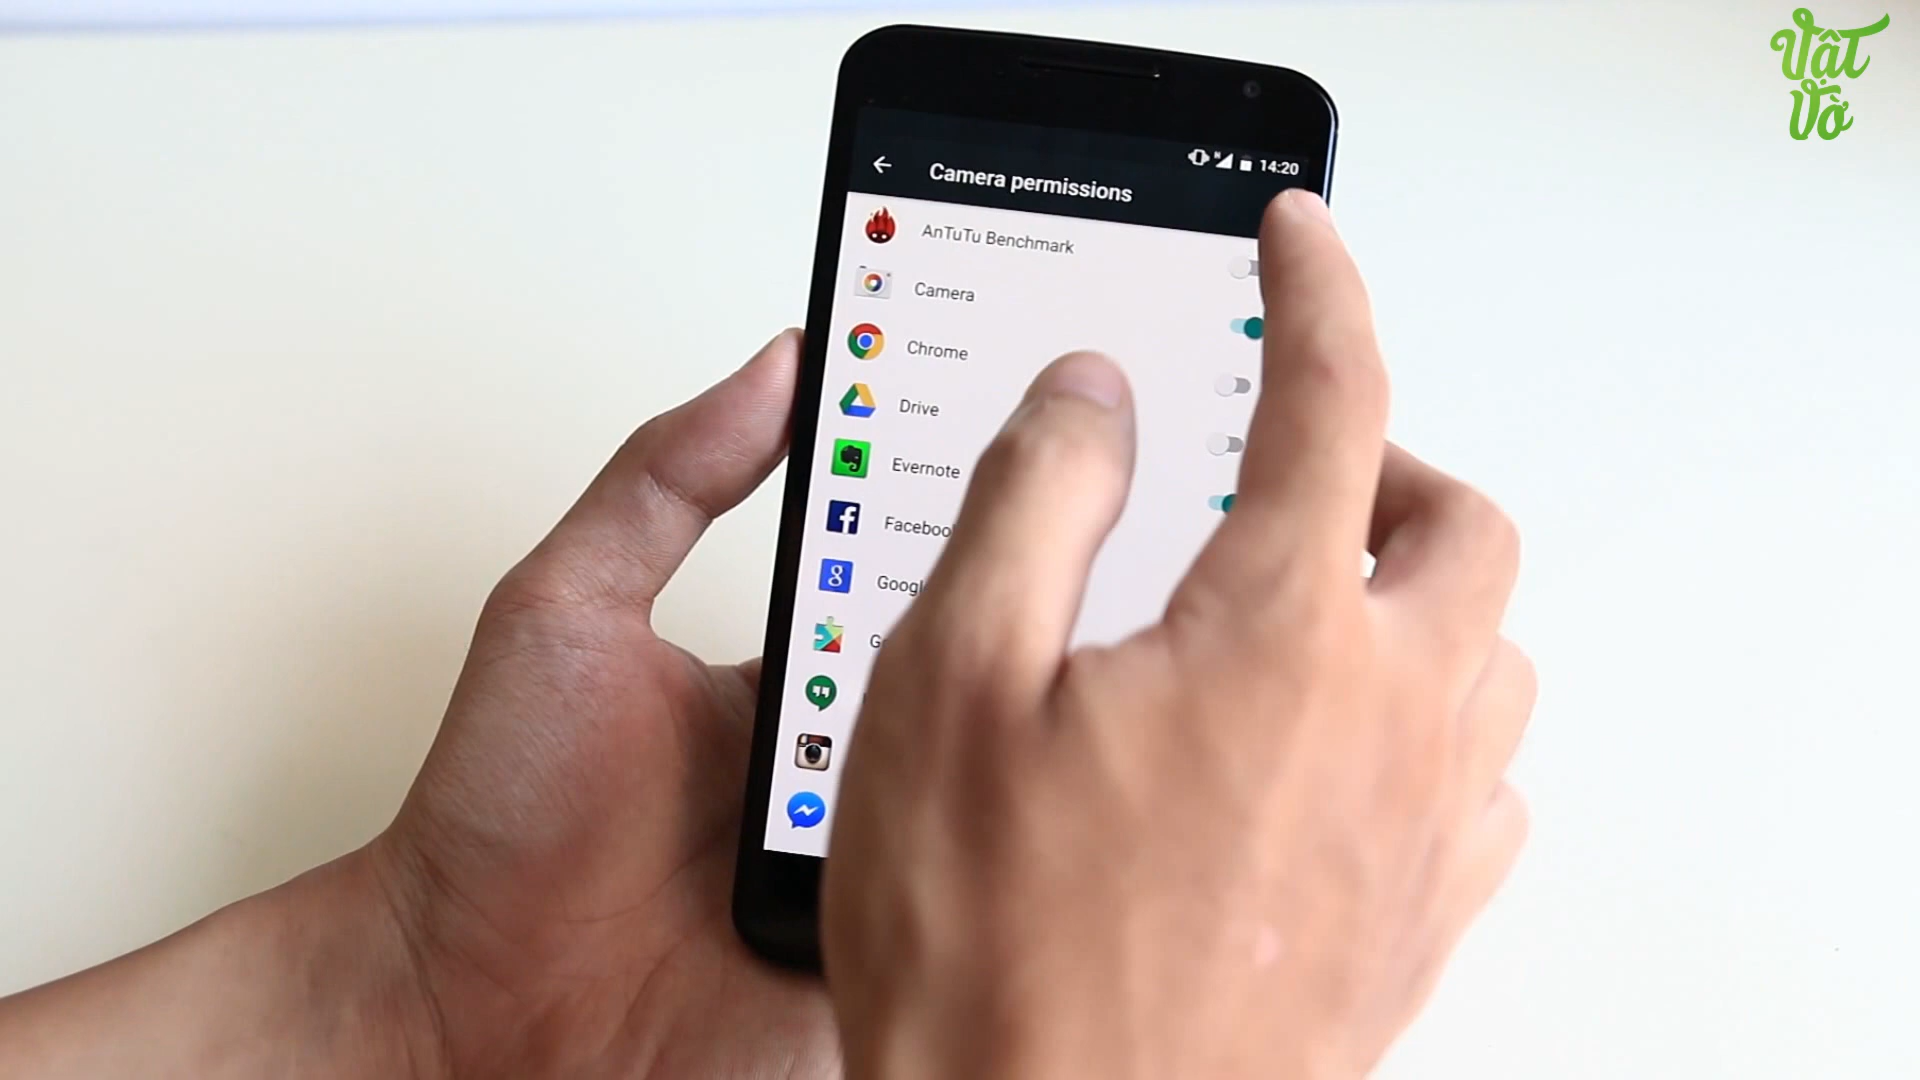 Vật
Vờ
14:20
Camera permissions
AnTuTu Benchmark
Camera
Chrome
Drive
Evernote